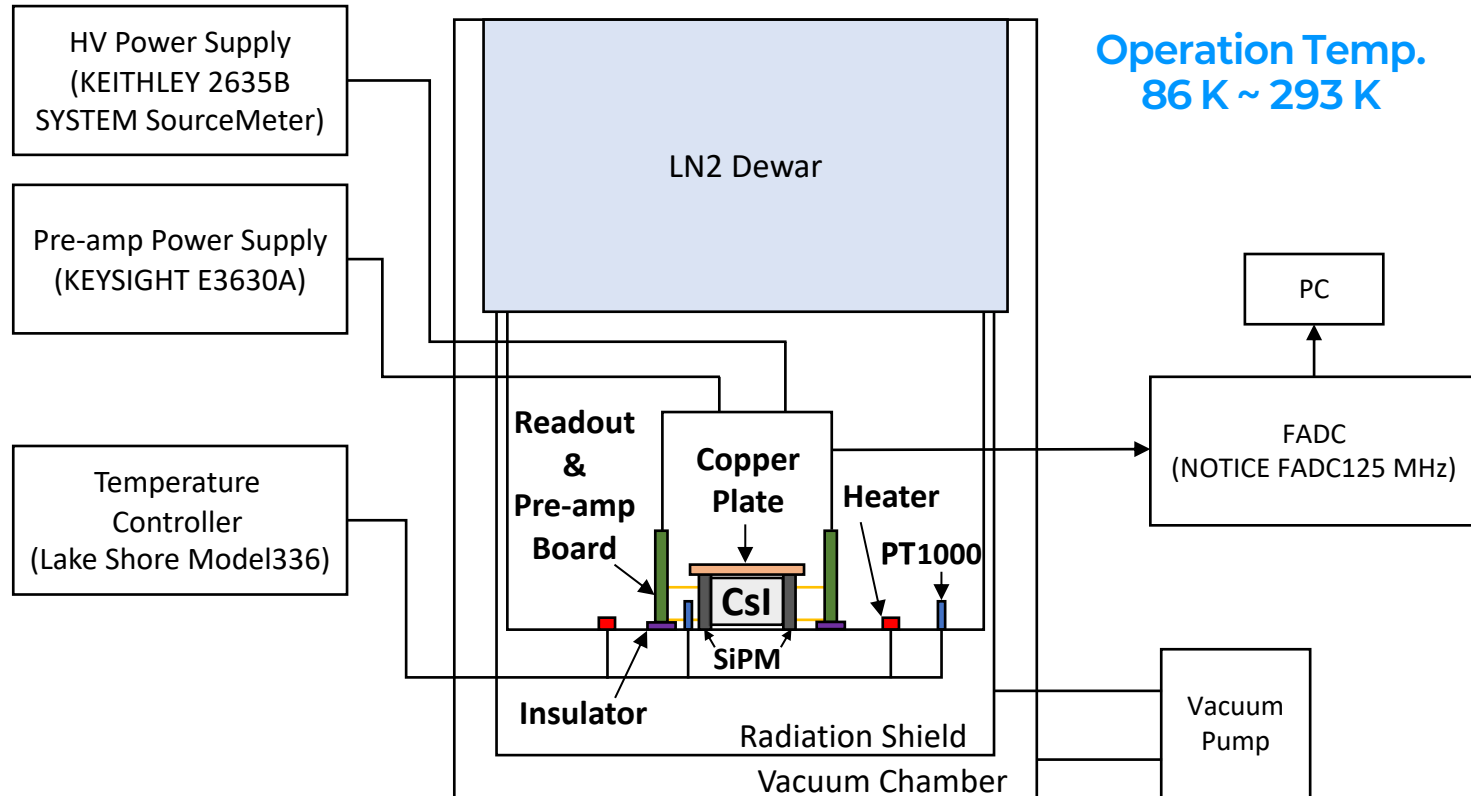 HV Power Supply
(KEITHLEY 2635B
SYSTEM SourceMeter)
Operation Temp.
86 K ~ 293 K
LN2 Dewar
Pre-amp Power Supply
(KEYSIGHT E3630A)
PC
Readout
&
Pre-amp
Board
Copper
Plate
Heater
PT1000
FADC
(NOTICE FADC125 MHz)
Temperature
Controller
(Lake Shore Model336)
CsI
SiPM
Insulator
Radiation Shield
Vacuum Chamber
Vacuum
Pump